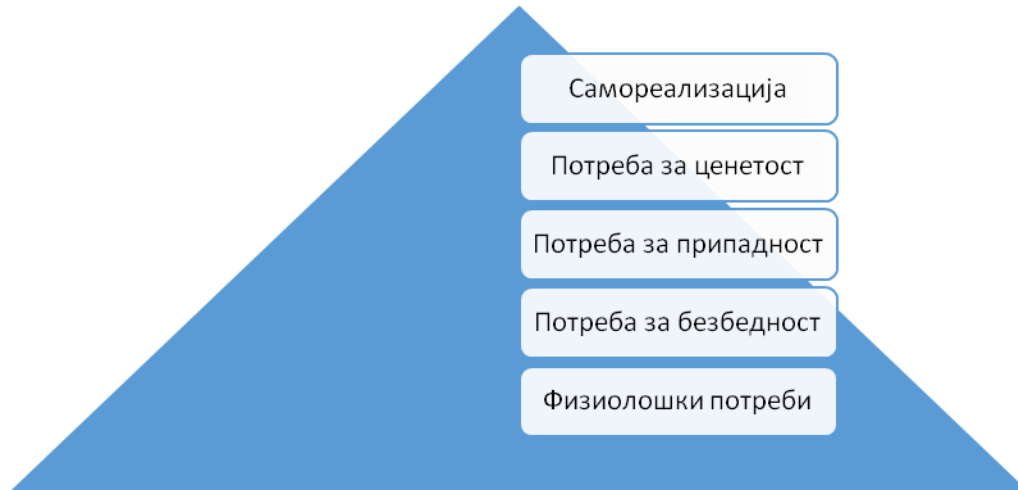 Самореализација
Потреба за ценетост
Потреба за припадност
Потреба за безбедност
Физиолошки потреби